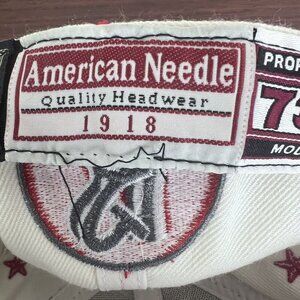 American Needle
Quality Headwear
1918
PROP
75
MOD